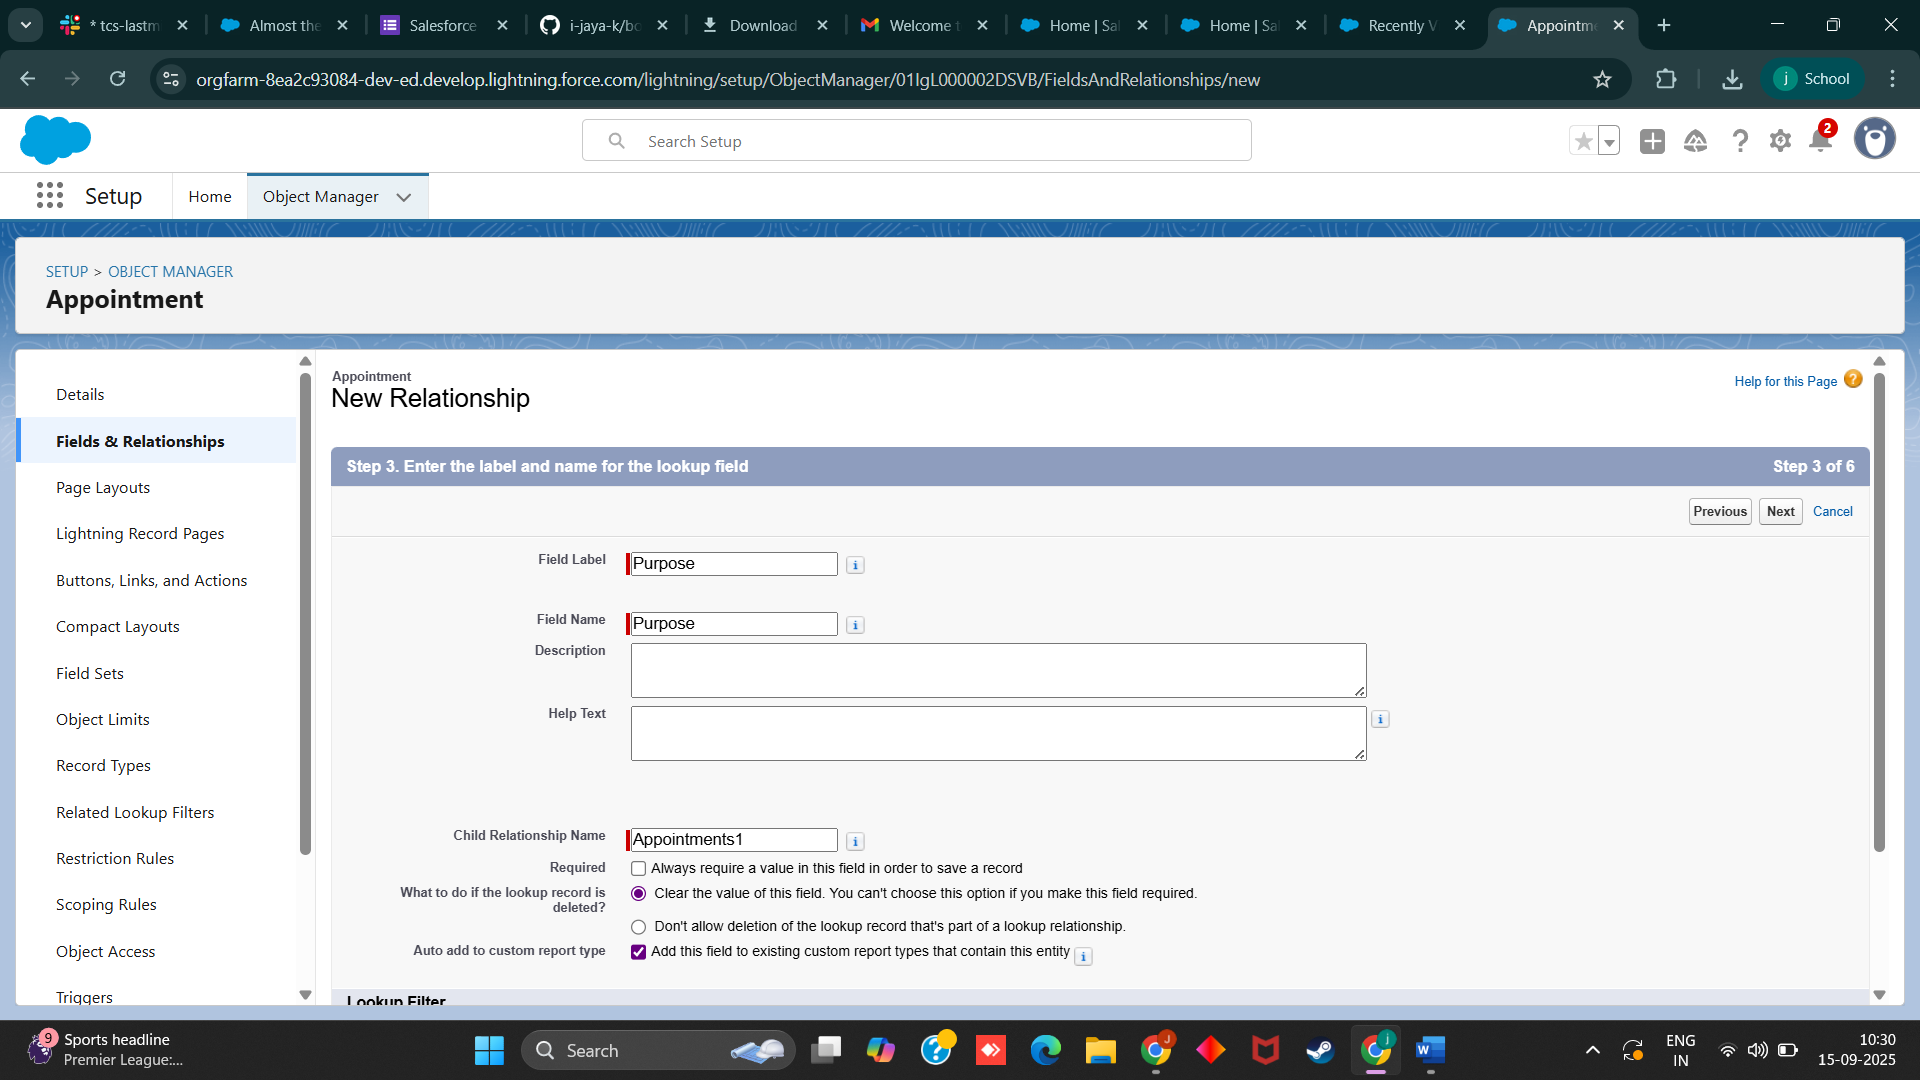 * tcs-lastm
Almost the
Salesforce
i-jaya-k/bo
Download
Welcome t
Home | Sal
Home | Sal
Recently V
Appointme
orgfarm-8ea2c93084-dev-ed.develop.lightning.force.com/lightning/setup/ObjectManager/01IgL000002DSVB/FieldsAndRelationships/new
j School
Search Setup
2
Setup
Home
Object Manager
SETUP > OBJECT MANAGER
Appointment
Details
Fields & Relationships
Page Layouts
Lightning Record Pages
Buttons, Links, and Actions
Compact Layouts
Field Sets
Object Limits
Record Types
Related Lookup Filters
Restriction Rules
Scoping Rules
Object Access
Triggers
Appointment
New Relationship
Help for this Page ?
Step 3. Enter the label and name for the lookup field
Step 3 of 6
Previous Next Cancel
Field Label Purpose i
Field Name Purpose i
Description
Help Text i
Child Relationship Name Appointments1 i
Required Always require a value in this field in order to save a record
What to do if the lookup record is deleted? Clear the value of this field. You can't choose this option if you make this field required.
Don't allow deletion of the lookup record that's part of a lookup relationship.
Auto add to custom report type Add this field to existing custom report types that contain this entity i
Lookup Filter
9
Sports headline
Premier League:...
Search
J
j
W
ENG
IN
10:30
15-09-2025